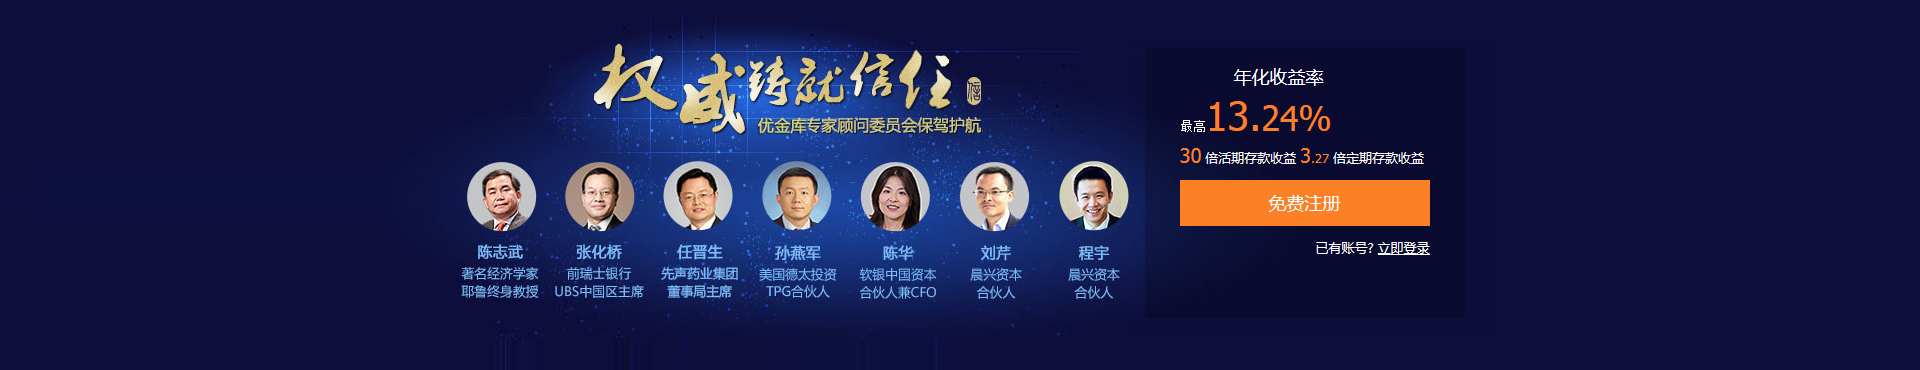 权威铸就信任
信
优金库专家顾问委员会保驾护航
陈志武
著名经济学家
耶鲁终身教授
张化桥
前瑞士银行
UBS中国区主席
任晋生
先声药业集团
董事局主席
孙燕军
美国德太投资
TPG合伙人
陈华
软银中国资本
合伙人兼CFO
刘芹
晨兴资本
合伙人
程宇
晨兴资本
合伙人
年化收益率
最高13.24%
30 倍活期存款收益 3.27 倍定期存款收益
免费注册
已有账号? 立即登录